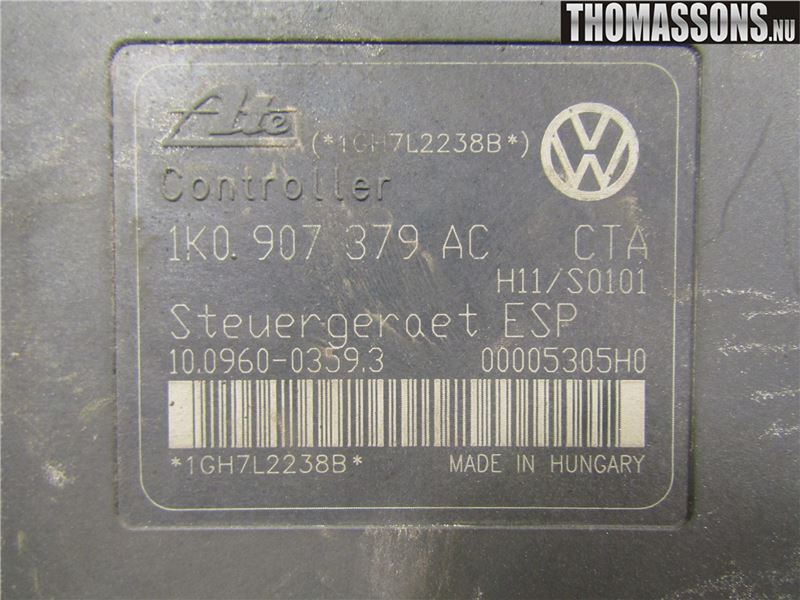 THOMASSONS.NU
Ate (*1GH7L2238B*)
Controller
1K0 907 379 AC CTA
H11/S0101
Steuergeraet ESP
10.0960-0359.3 00005305H0
*1GH7L2238B* MADE IN HUNGARY